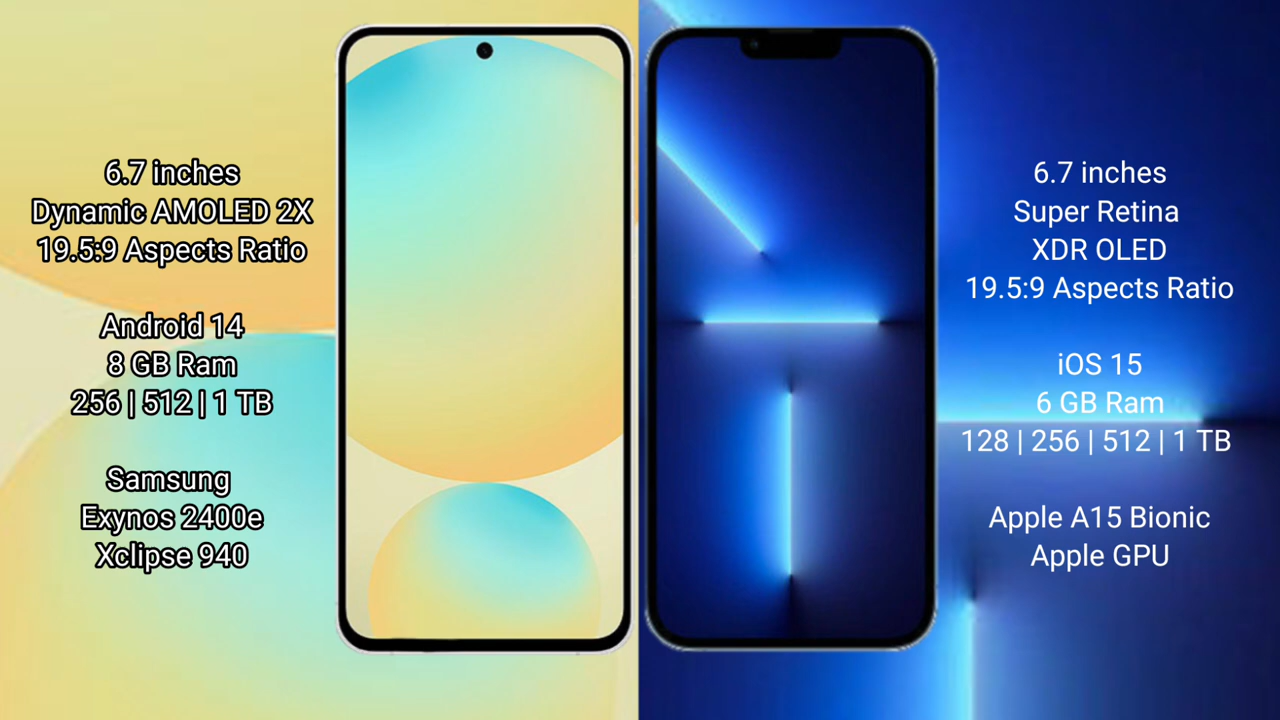 6.7 inches
Dynamic AMOLED 2X
19.5:9 Aspects Ratio
Android 14
8 GB Ram
256 | 512 | 1 TB
Samsung
Exynos 2400e
Xclipse 940
6.7 inches
Super Retina
XDR OLED
19.5:9 Aspects Ratio
iOS 15
6 GB Ram
128 | 256 | 512 | 1 TB
Apple A15 Bionic
Apple GPU